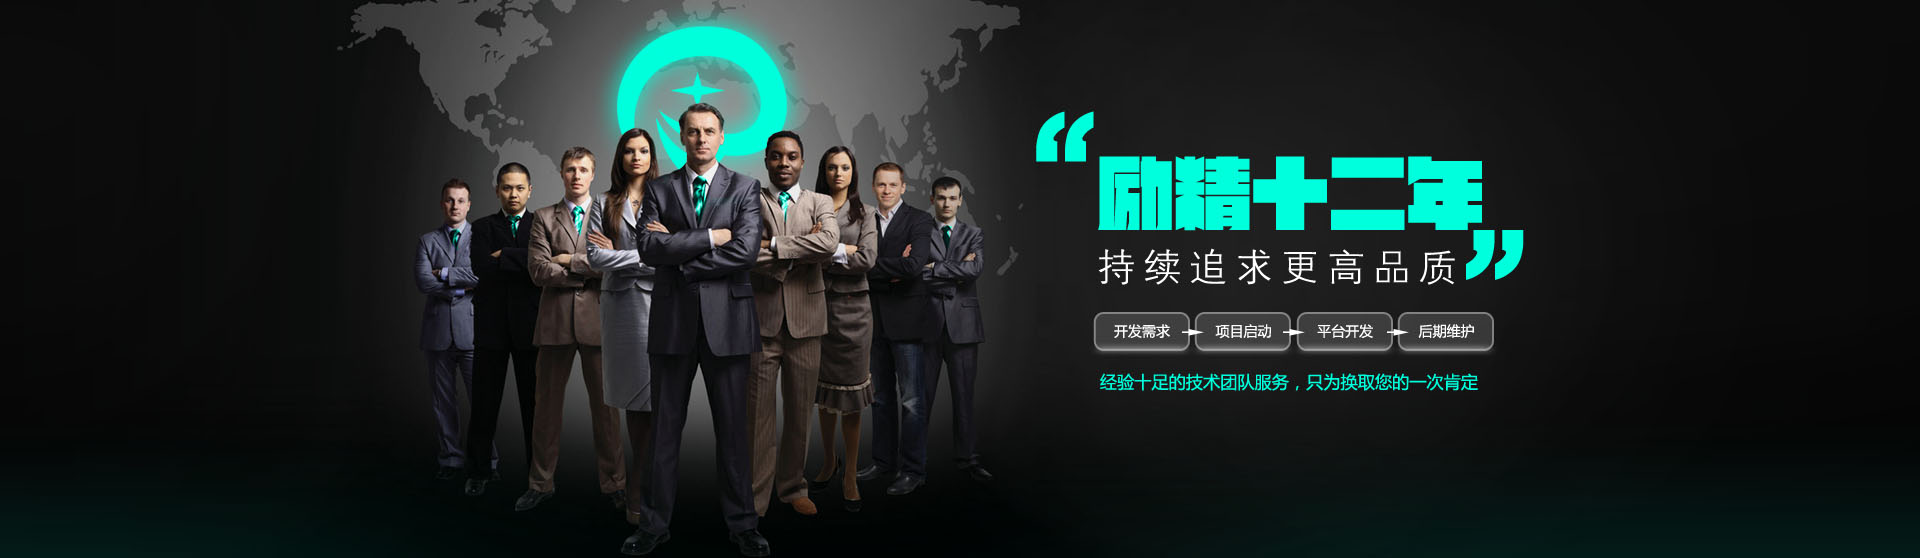 “励精十二年
持续追求更高品质”
开发需求 项目启动 平台开发 后期维护
经验十足的技术团队服务，只为换取您的一次肯定